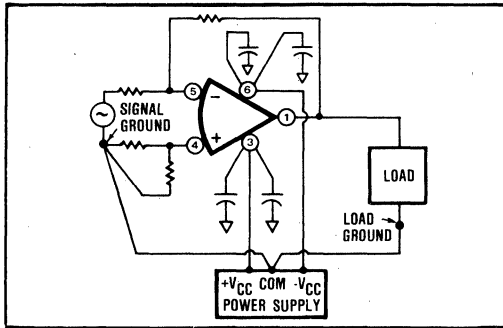 6
5
−
1
SIGNAL
GROUND
4
+
3
LOAD
LOAD
GROUND
+VCC COM -VCC
POWER SUPPLY